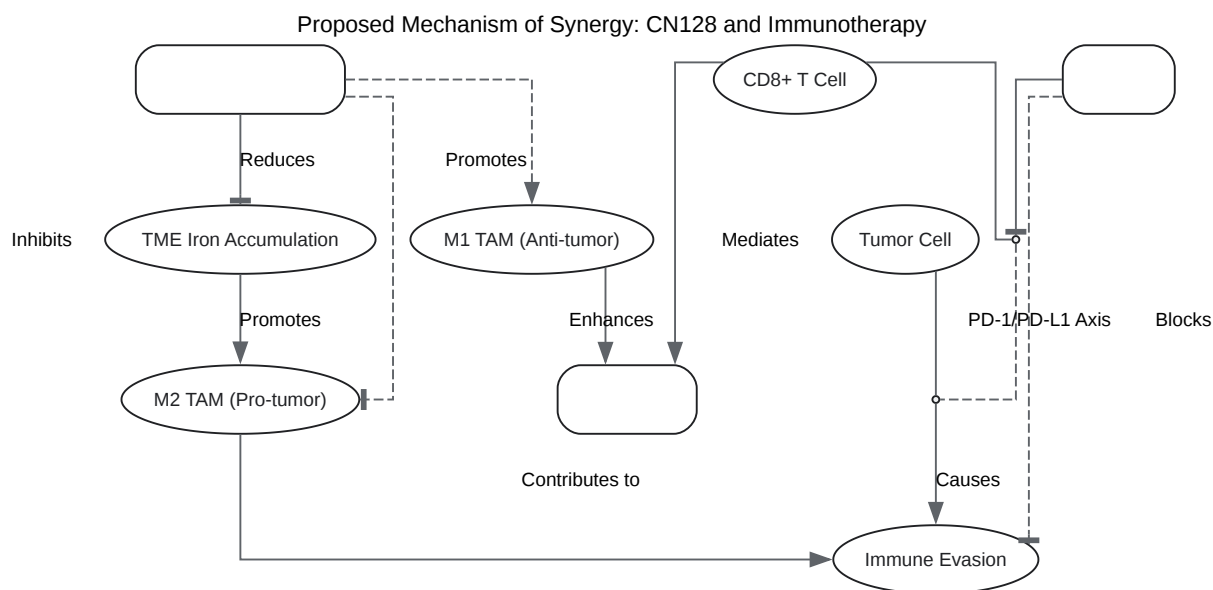 Proposed Mechanism of Synergy: CN128 and Immunotherapy
CD8+ T Cell
Reduces
Promotes
Inhibits
TME Iron Accumulation
M1 TAM (Anti-tumor)
Mediates
Tumor Cell
Promotes
Enhances
PD-1/PD-L1 Axis
Blocks
M2 TAM (Pro-tumor)
Contributes to
Causes
Immune Evasion